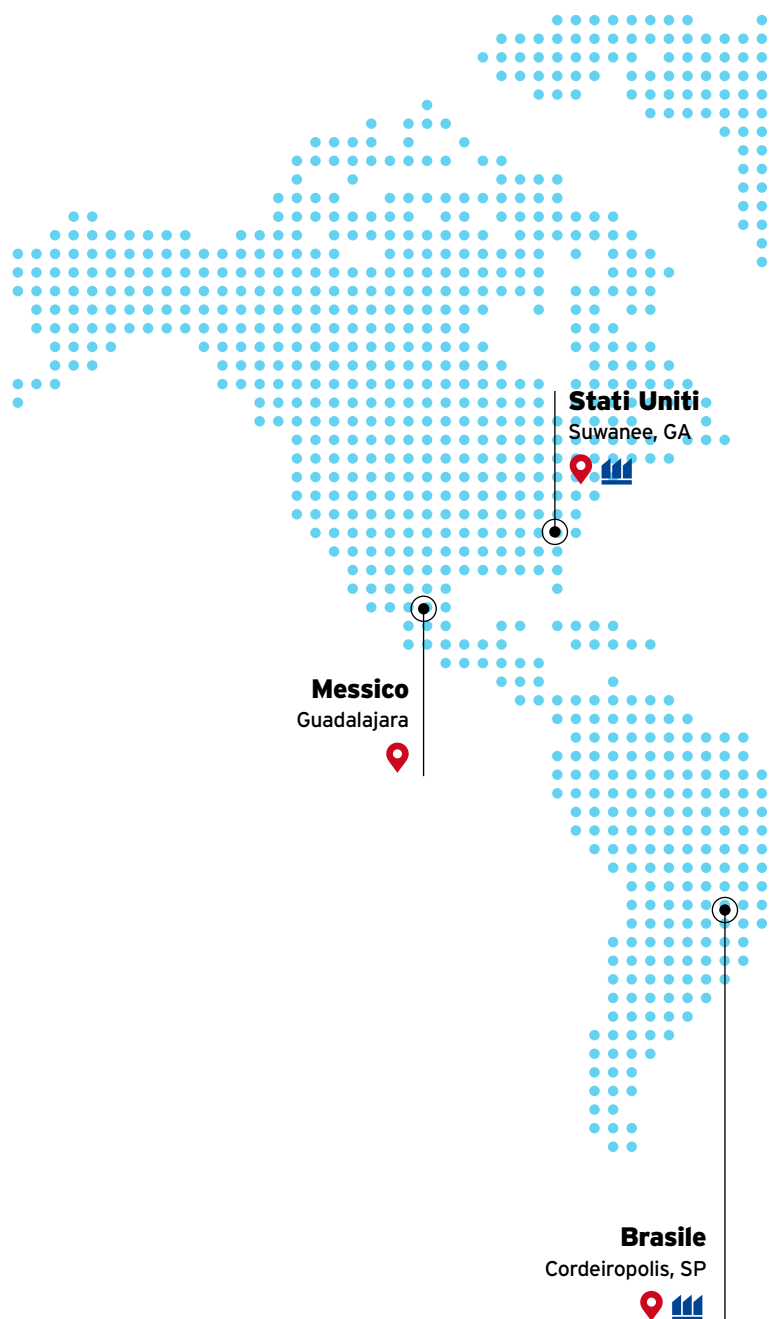 Stati Uniti
Suwanee, GA
Messico
Guadalajara
Brasile
Cordeiropolis, SP